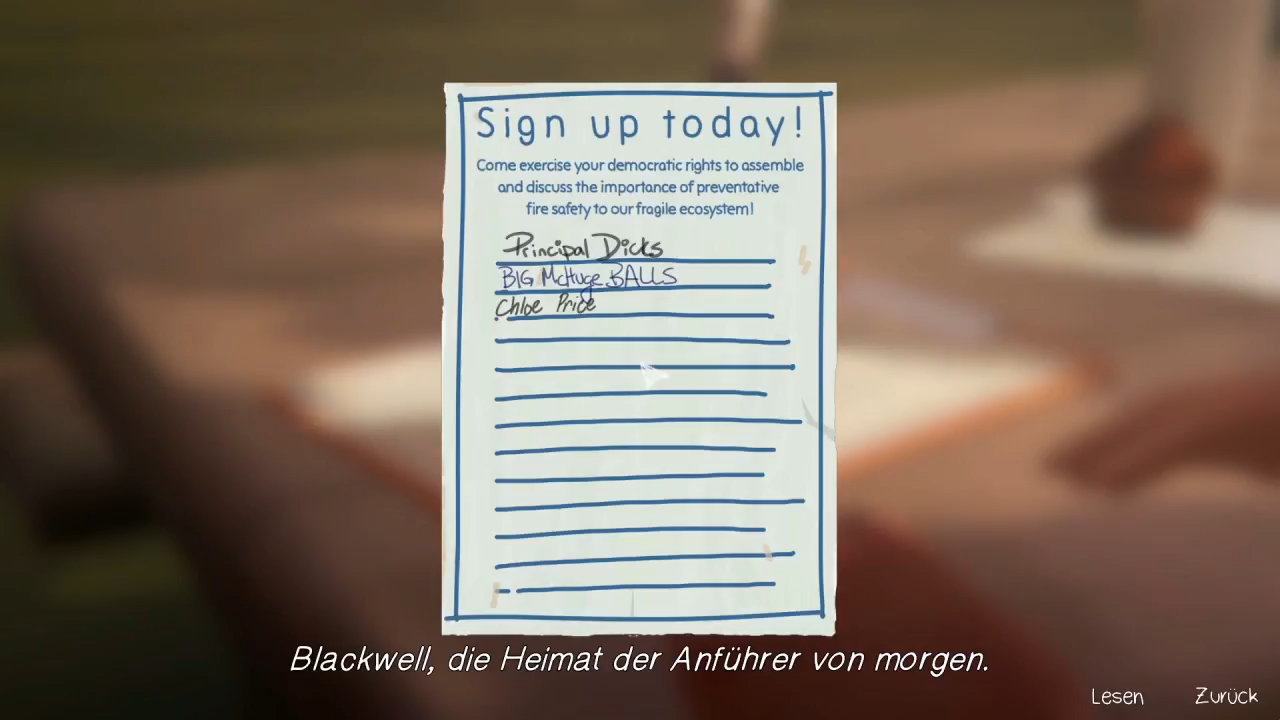 Sign up today!
Come exercise your democratic rights to assemble
and discuss the importance of preventative
fire safety to our fragile ecosystem!
Principal Dicks
BIG McHuge BALLS
Chloe Price
Blackwell, die Heimat der Anführer von morgen.
Lesen Zurück